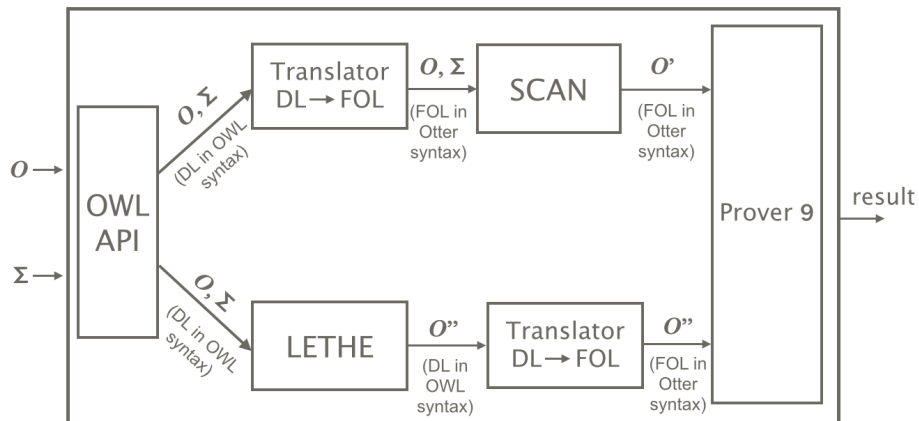 O
Σ
OWL
API
O, Σ
(DL in OWL
syntax)
Translator
DL → FOL
O, Σ
(FOL in
Otter
syntax)
SCAN
O’
(FOL in
Otter
syntax)
O, Σ
(DL in OWL
syntax)
LETHE
O”
(DL in
OWL
syntax)
Translator
DL → FOL
O”
(FOL in
Otter
syntax)
Prover 9
result